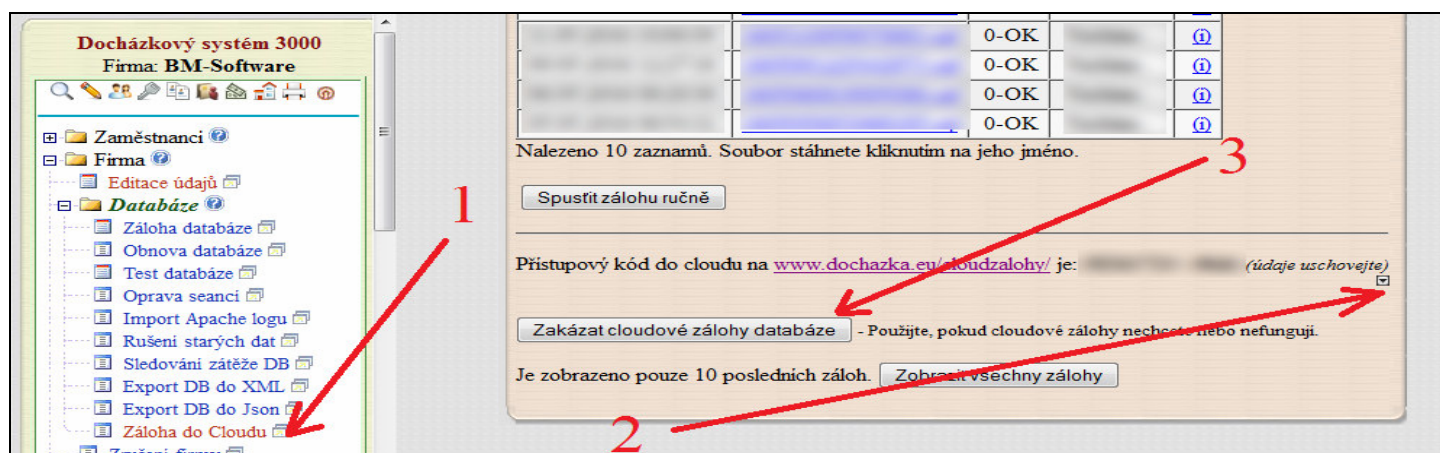 Docházkový systém 3000
Firma: BM-Software
Zaměstnanci
Firma
Editace údajů
Databáze
Záloha databáze
Obnova databáze
Test databáze
Oprava seancí
Import Apache logu
Rušení starých dat
Sledování zátěže DB
Export DB do XML
Export DB do Json
Záloha do Cloudu
1
0-OK (i)
0-OK (i)
0-OK (i)
0-OK (i)
Nalezeno 10 zaznamů. Soubor stáhnete kliknutím na jeho jméno.
3
Spustit zálohu ručně
Přístupový kód do cloudu na www.dochazka.eu/cloudzalohy/ je: (údaje uschovejte)
Zakázat cloudové zálohy databáze - Použijte, pokud cloudové zálohy nechcete nebo nefungují.
Je zobrazeno pouze 10 posledních záloh. Zobrazit všechny zálohy
2